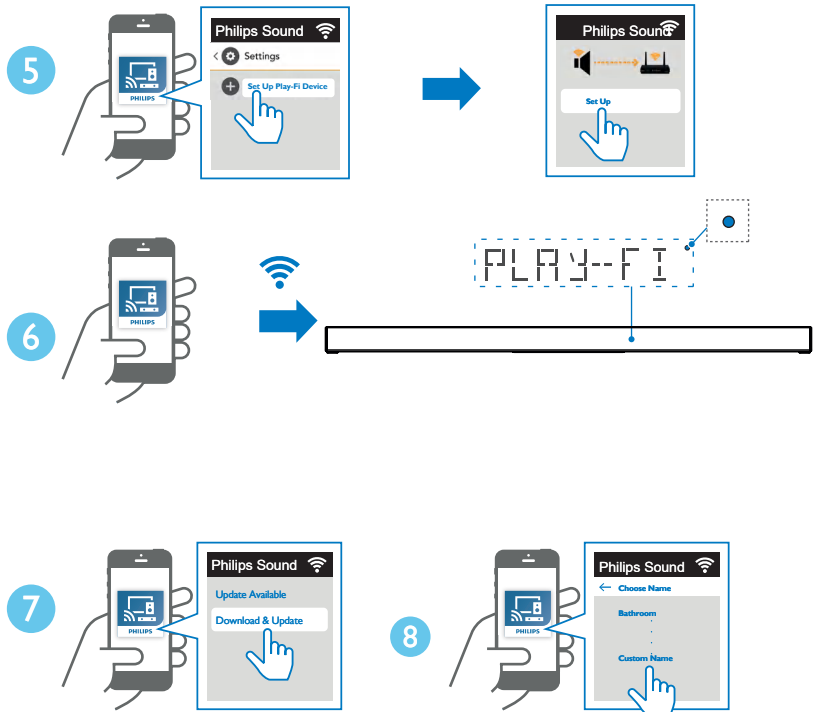 5
PHILIPS
Philips Sound
< Settings
+ Set Up Play-Fi Device
Philips Sound
Set Up
6
PHILIPS
PLAY--FI
7
PHILIPS
Philips Sound
Update Available
Download & Update
8
PHILIPS
Philips Sound
← Choose Name
Bathroom
.
.
.
Custom Name